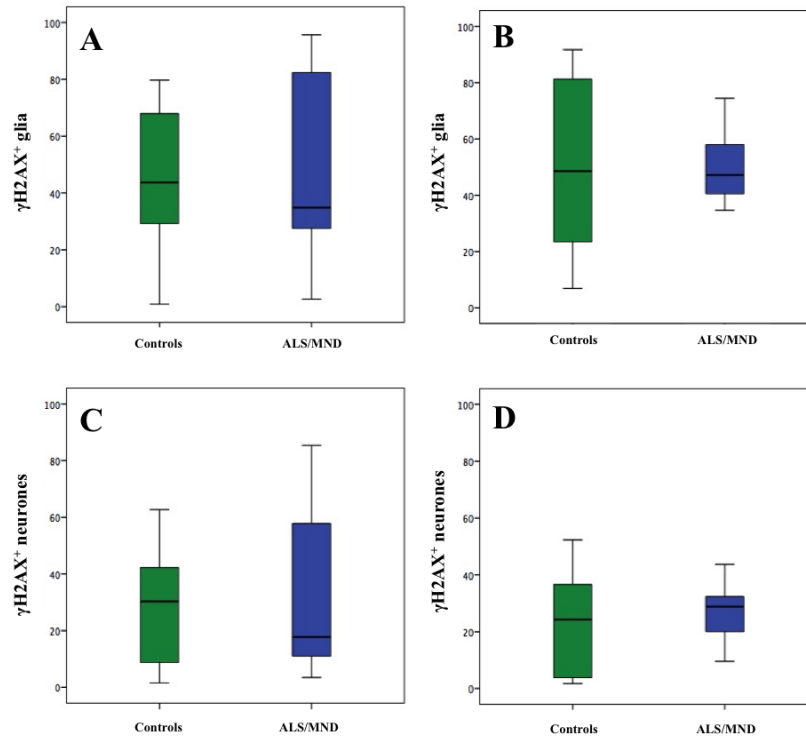 A
γH2AX⁺ glia
100
80
60
40
20
0
Controls ALS/MND
B
γH2AX⁺ glia
100
80
60
40
20
0
Controls ALS/MND
C
γH2AX⁺ neurones
100
80
60
40
20
0
Controls ALS/MND
D
γH2AX⁺ neurones
100
80
60
40
20
0
Controls ALS/MND